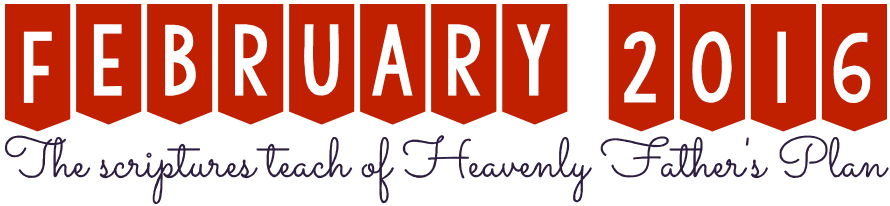 FEBRUARY 2016
The scriptures teach of Heavenly Father's Plan